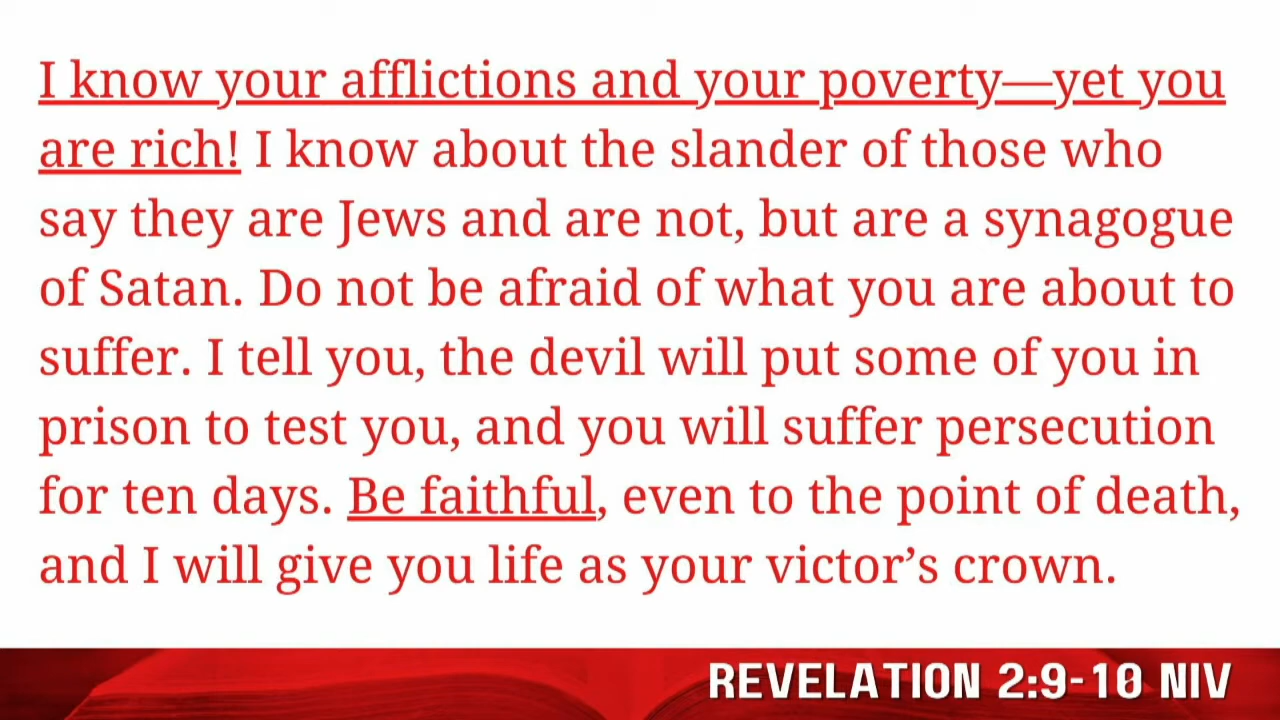 I know your afflictions and your poverty—yet you
are rich! I know about the slander of those who
say they are Jews and are not, but are a synagogue
of Satan. Do not be afraid of what you are about to
suffer. I tell you, the devil will put some of you in
prison to test you, and you will suffer persecution
for ten days. Be faithful, even to the point of death,
and I will give you life as your victor’s crown.
REVELATION 2:9-10 NIV